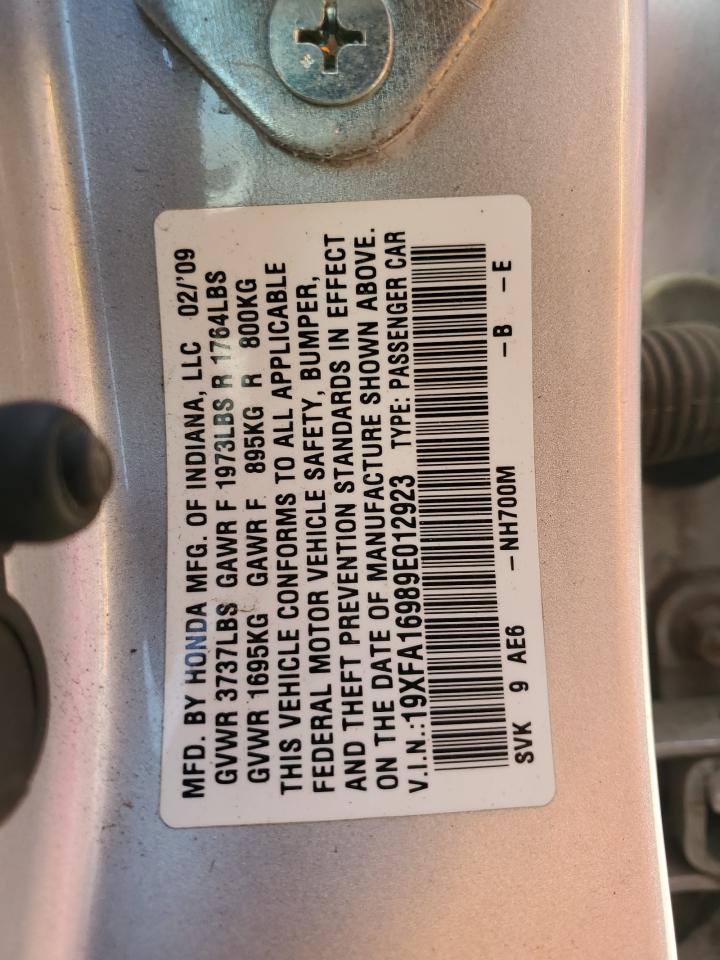 MFD. BY HONDA MFG. OF INDIANA, LLC 02/'09
GVWR 3737LBS GAWR F 1973LBS R 1764LBS
GVWR 1695KG GAWR F 895KG R 800KG
THIS VEHICLE CONFORMS TO ALL APPLICABLE
FEDERAL MOTOR VEHICLE SAFETY, BUMPER,
AND THEFT PREVENTION STANDARDS IN EFFECT
ON THE DATE OF MANUFACTURE SHOWN ABOVE.
V.I.N.:19XFA16989E012923 TYPE: PASSENGER CAR
SVK 9 AE6 -NH700M -B -E